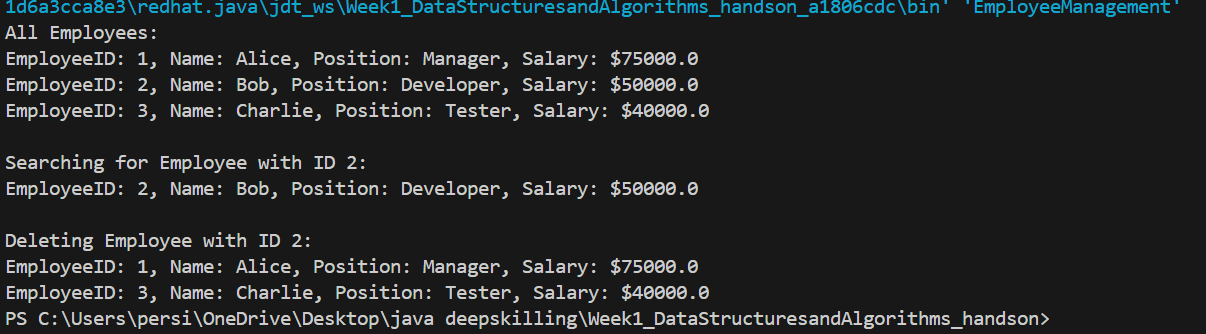 1d6a3cca8e3\redhat.java\jdt_ws\Week1_DataStructuresandAlgorithms_handson_a1806cdc\bin' 'EmployeeManagement'
All Employees:
EmployeeID: 1, Name: Alice, Position: Manager, Salary: $75000.0
EmployeeID: 2, Name: Bob, Position: Developer, Salary: $50000.0
EmployeeID: 3, Name: Charlie, Position: Tester, Salary: $40000.0

Searching for Employee with ID 2:
EmployeeID: 2, Name: Bob, Position: Developer, Salary: $50000.0

Deleting Employee with ID 2:
EmployeeID: 1, Name: Alice, Position: Manager, Salary: $75000.0
EmployeeID: 3, Name: Charlie, Position: Tester, Salary: $40000.0
PS C:\Users\persi\OneDrive\Desktop\java deepskilling\Week1_DataStructuresandAlgorithms_handson>